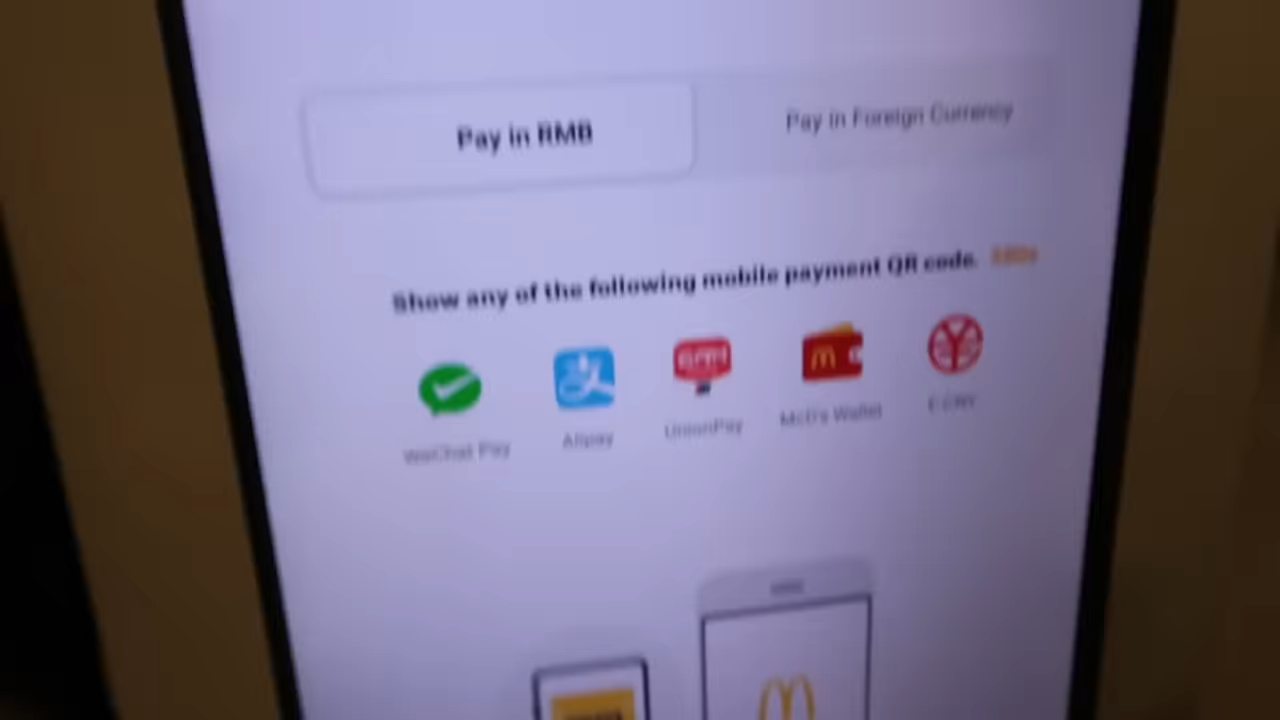 Pay in RMB
Pay in Foreign Currency
Show any of the following mobile payment QR code.
WeChat Pay
Alipay
UnionPay
McD's Wallet
E-CNY